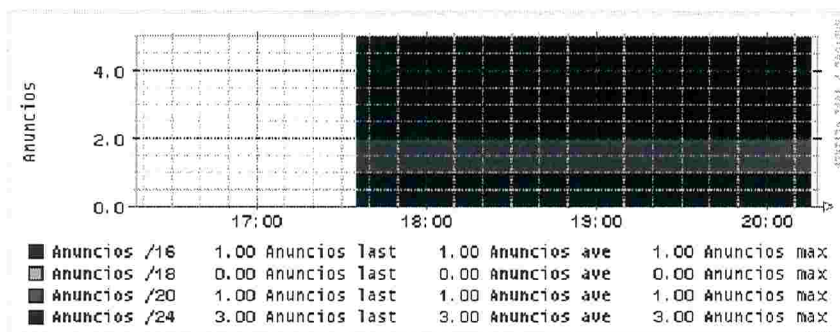 Anuncios
4.0
2.0
0.0
17:00 18:00 19:00 20:00
Anuncios /16 1.00 Anuncios last 1.00 Anuncios ave 1.00 Anuncios max
Anuncios /18 0.00 Anuncios last 0.00 Anuncios ave 0.00 Anuncios max
Anuncios /20 1.00 Anuncios last 1.00 Anuncios ave 1.00 Anuncios max
Anuncios /24 3.00 Anuncios last 3.00 Anuncios ave 3.00 Anuncios max